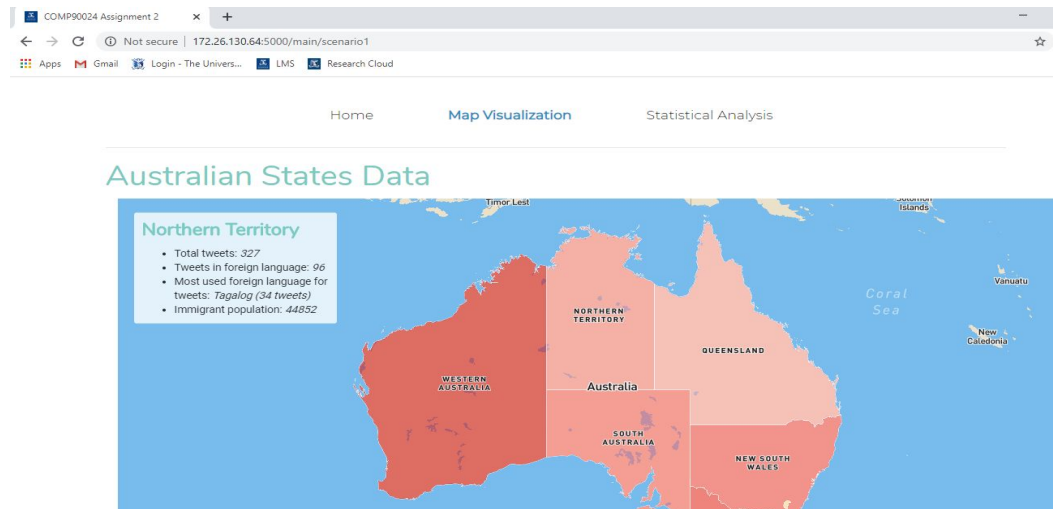 COMP90024 Assignment 2
Not secure | 172.26.130.64:5000/main/scenario1
Apps Gmail Login - The Univers... LMS Research Cloud
Home Map Visualization Statistical Analysis
Australian States Data
Timor Lest
Solomon
Islands
Northern Territory
• Total tweets: 327
• Tweets in foreign language: 96
• Most used foreign language for
tweets: Tagalog (34 tweets)
• Immigrant population: 44852
Vanuatu
Coral
Sea
NORTHERN
TERRITORY
New
Caledonia
QUEENSLAND
WESTERN
AUSTRALIA
Australia
SOUTH
AUSTRALIA
NEW SOUTH
WALES